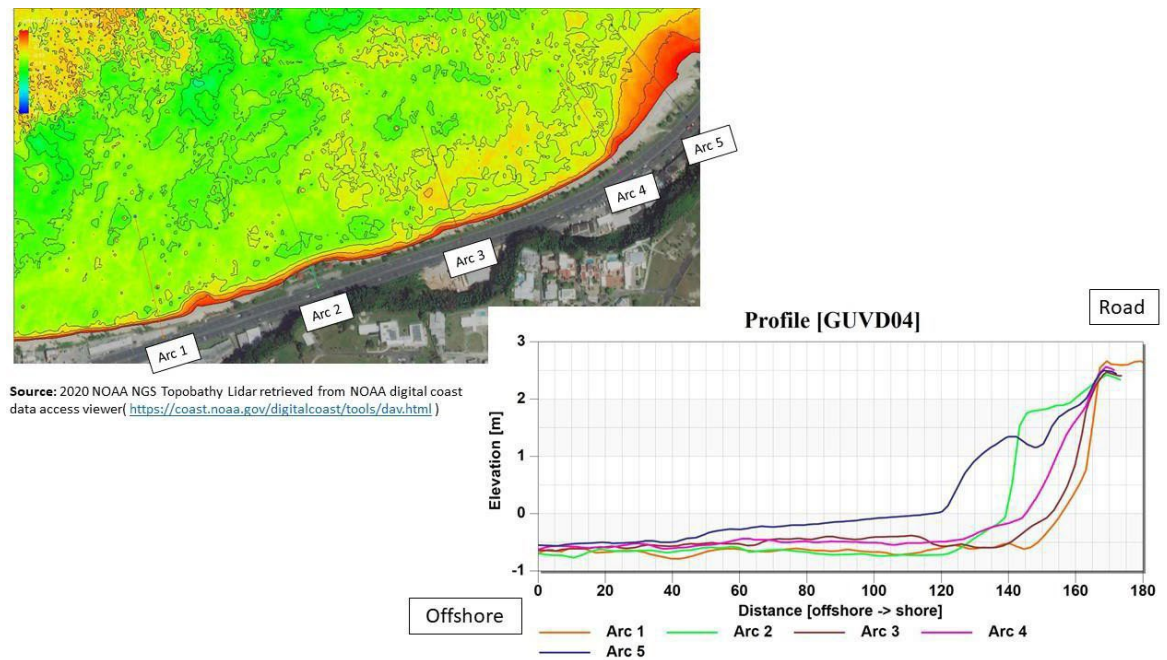 Arc 5
Arc 4
Arc 3
Arc 2
Arc 1
Source: 2020 NOAA NGS Topobathy Lidar retrieved from NOAA digital coast
data access viewer( https://coast.noaa.gov/digitalcoast/tools/dav.html )
Road
Profile [GUVD04]
3
2
1
0
-1
Elevation [m]
0 20 40 60 80 100 120 140 160 180
Distance [offshore -> shore]
Offshore
Arc 1 Arc 2 Arc 3 Arc 4
Arc 5